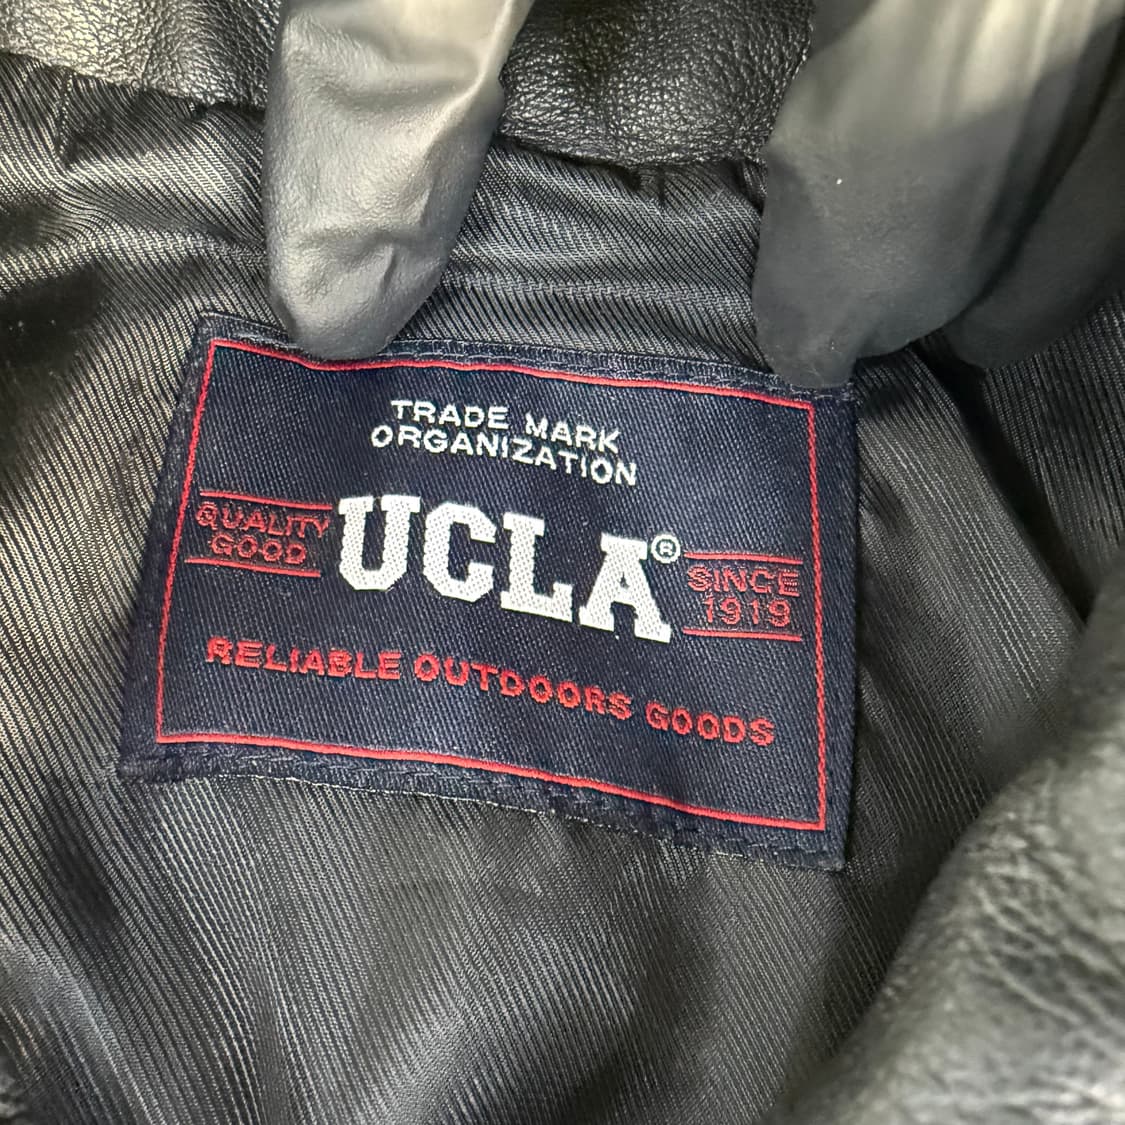 TRADE MARK
ORGANIZATION
QUALITY
GOOD
UCLA®
SINCE
1919
RELIABLE OUTDOORS GOODS